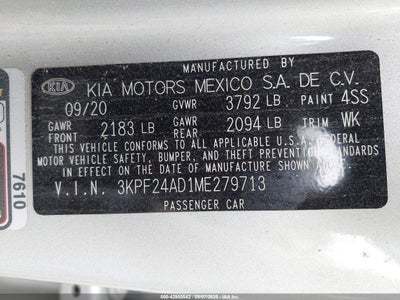 MANUFACTURED BY
KIA KIA MOTORS MEXICO S.A. DE C.V.
09/20 GVWR 3792 LB PAINT 4SS
GAWR FRONT 2183 LB GAWR REAR 2094 LB TRIM WK
THIS VEHICLE CONFORMS TO ALL APPLICABLE U.S. FEDERAL
MOTOR VEHICLE SAFETY, BUMPER, AND THEFT PREVENTION
STANDARDS IN EFFECT ON THE DATE OF MANUFACTURE SHOWN ABOVE.
V.I.N. 3KPF24AD1ME279713
PASSENGER CAR
7610